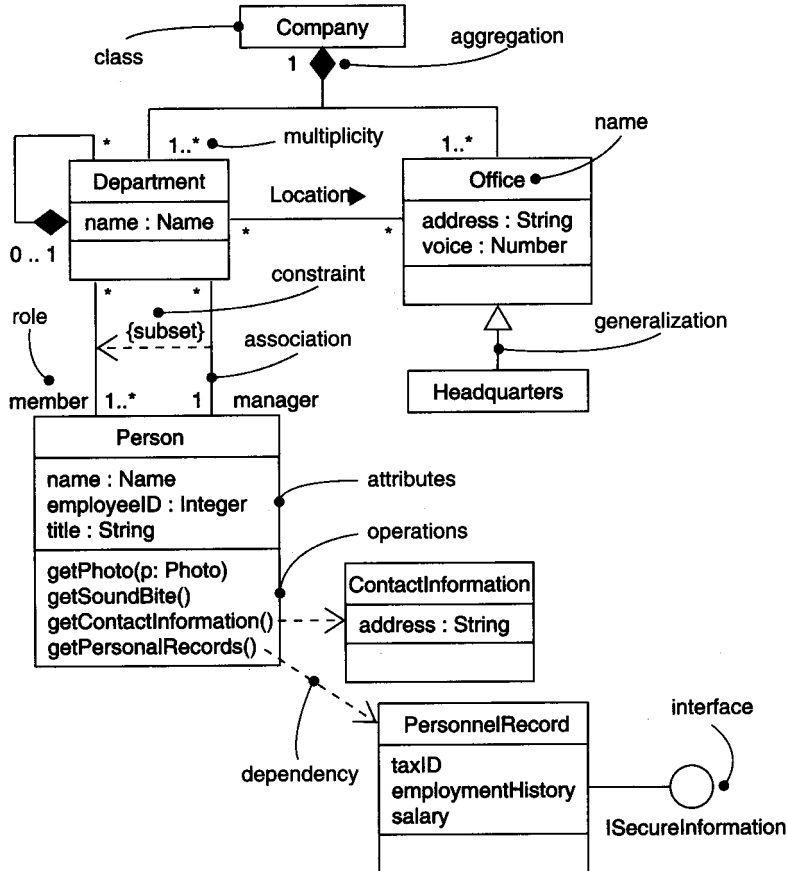 Company
class
1
aggregation
1..*
multiplicity
1..*
name
*
Department
Office
name : Name
Location
address : String
voice : Number
0 .. 1
*
*
*
*
constraint
role
{subset}
association
generalization
member
1..*
1
manager
Headquarters
Person
name : Name
employeeID : Integer
title : String
attributes
operations
getPhoto(p: Photo)
getSoundBite()
getContactInformation()
getPersonalRecords()
ContactInformation
address : String
dependency
PersonnelRecord
taxID
employmentHistory
salary
interface
ISecureInformation